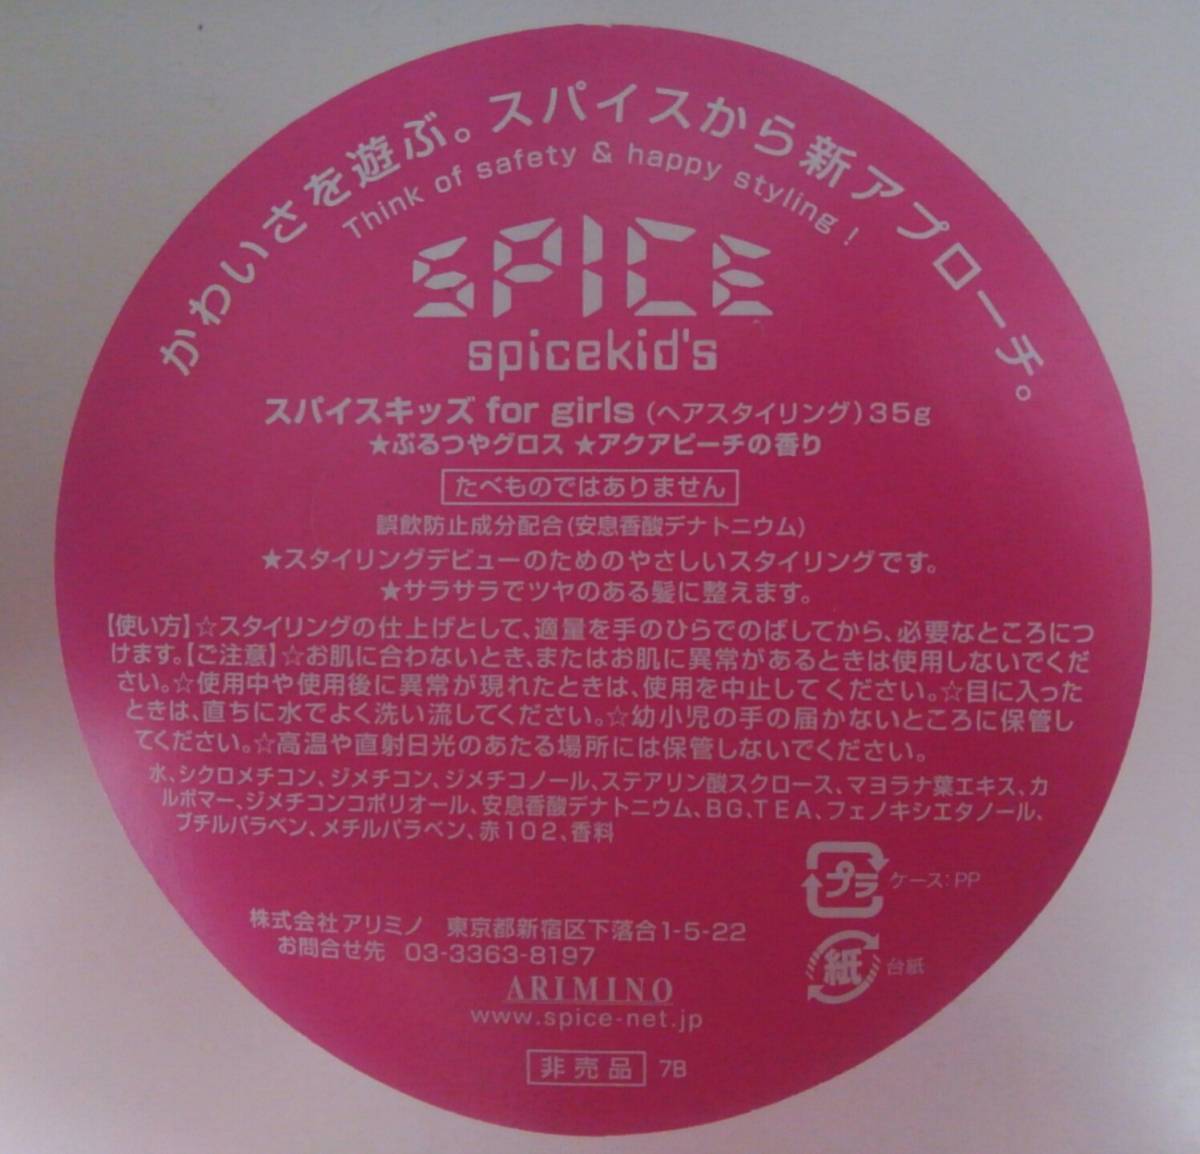 かわいさを遊ぶ。スパイスから新アプローチ。
Think of safety & happy styling !
SPICE
spicekid's
スパイスキッズ for girls (ヘアスタイリング) 35g
★ぷるつやグロス ★アクアピーチの香り
たべものではありません
誤飲防止成分配合(安息香酸デナトニウム)
★スタイリングデビューのためのやさしいスタイリングです。
★サラサラでツヤのある髪に整えます。
【使い方】☆スタイリングの仕上げとして、適量を手のひらでのばしてから、必要なところにつ
けます。【ご注意】☆お肌に合わないとき、またはお肌に異常があるときは使用しないでくだ
さい。☆使用中や使用後に異常が現れたときは、使用を中止してください。☆目に入った
ときは、直ちに水でよく洗い流してください。☆幼小児の手の届かないところに保管し
てください。☆高温や直射日光のあたる場所には保管しないでください。
水、シクロメチコン、ジメチコン、ジメチコノール、ステアリン酸スクロース、マヨラナ葉エキス、カ
ルボマー、ジメチコンコポリオール、安息香酸デナトニウム、BG、TEA、フェノキシエタノール、
ブチルパラベン、メチルパラベン、赤102、香料
プラ ケース:PP
株式会社アリミノ 東京都新宿区下落合1-5-22
お問合せ先 03-3363-8197
紙 台紙
ARIMINO
www.spice-net.jp
非売品 7B